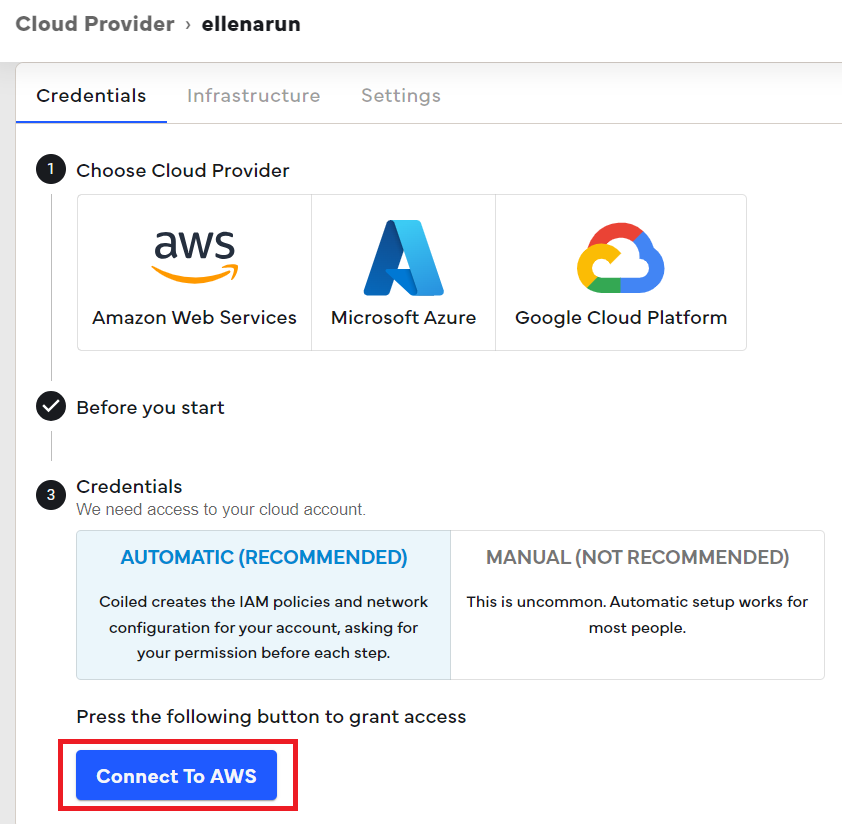 Cloud Provider › ellenarun
Credentials Infrastructure Settings
1 Choose Cloud Provider
aws
Amazon Web Services Microsoft Azure Google Cloud Platform
Before you start
3 Credentials
We need access to your cloud account.
AUTOMATIC (RECOMMENDED)
Coiled creates the IAM policies and network
configuration for your account, asking for
your permission before each step.
MANUAL (NOT RECOMMENDED)
This is uncommon. Automatic setup works for
most people.
Press the following button to grant access
Connect To AWS